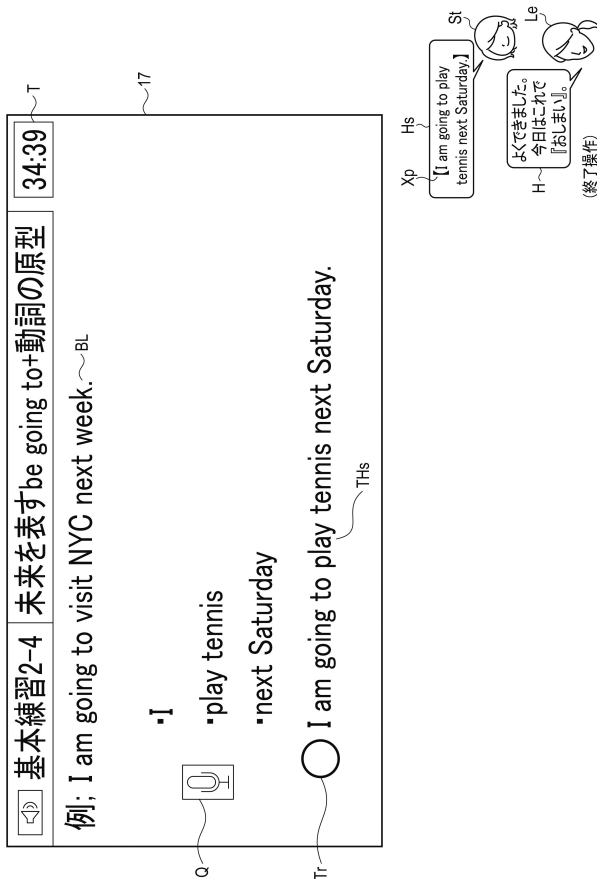 基本練習2-4 未来を表すbe going to+動詞の原型 34:39
T
17
例; I am going to visit NYC next week.
BL
・I
・play tennis
・next Saturday
Q
I am going to play tennis next Saturday.
Tr
THs
Xp
Hs
St
【I am going to play
tennis next Saturday.】
Le
よくできました。
今日はこれで
『おしまい』。
H
(終了操作)